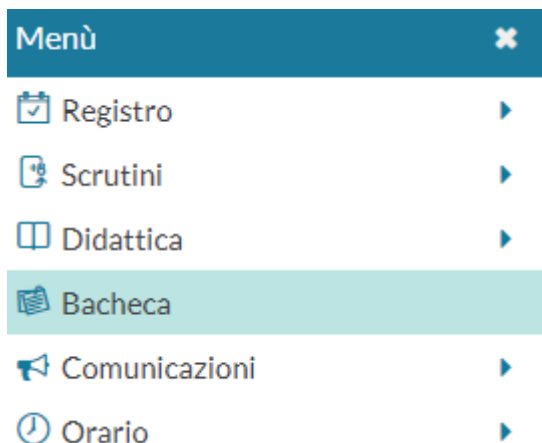 Menù
Registro
Scrutini
Didattica
Bacheca
Comunicazioni
Orario